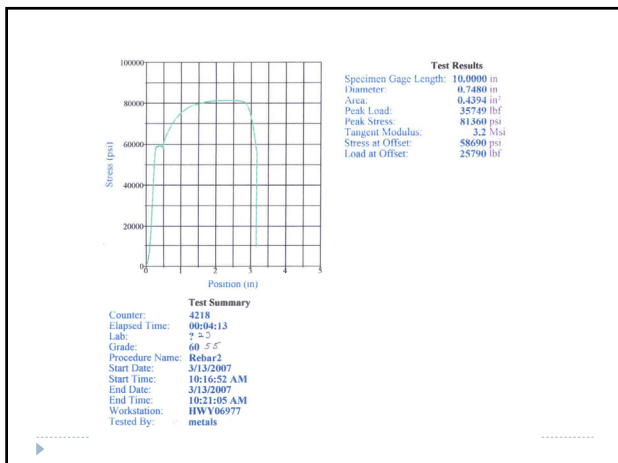 100000
80000
60000
40000
20000
0
Stress (psi)
0 1 2 3 4 5
Position (in)
Test Results
Specimen Gage Length: 10.0000 in
Diameter: 0.7480 in
Area: 0.4394 in²
Peak Load: 35749 lbf
Peak Stress: 81360 psi
Tangent Modulus: 3.2 Msi
Stress at Offset: 58690 psi
Load at Offset: 25790 lbf
Test Summary
Counter: 4218
Elapsed Time: 00:04:13
Lab: ?
Grade: 60 55
Procedure Name: Rebar2
Start Date: 3/13/2007
Start Time: 10:16:52 AM
End Date: 3/13/2007
End Time: 10:21:05 AM
Workstation: HWY06977
Tested By: metals